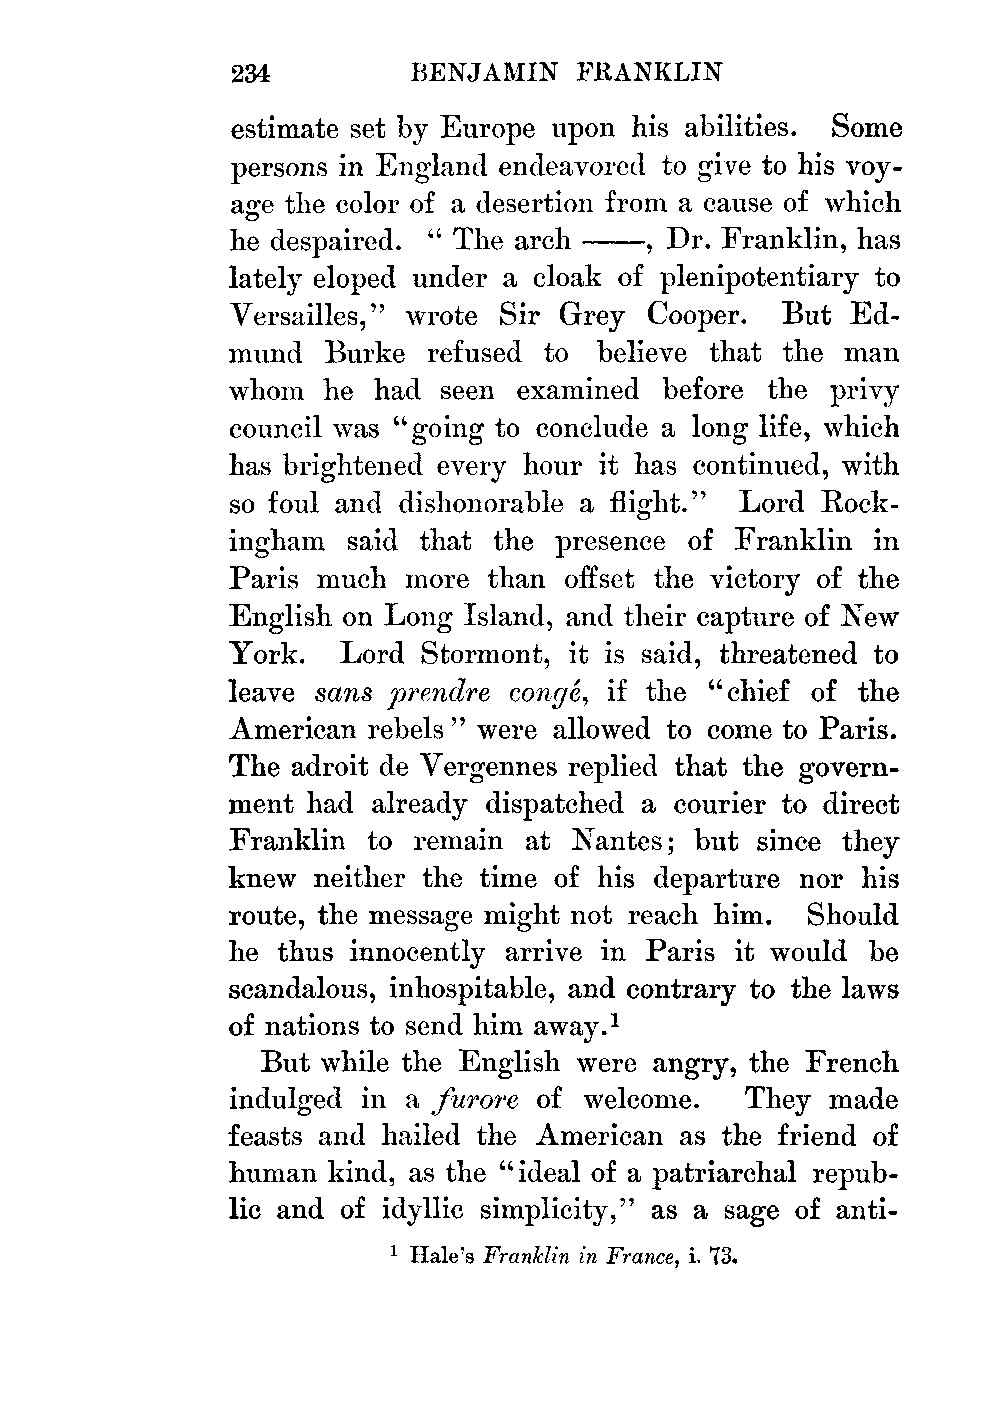 234 BENJAMIN FRANKLIN
estimate set by Europe upon his abilities. Some
persons in England endeavored to give to his voy-
age the color of a desertion from a cause of which
he despaired. “ The arch ——, Dr. Franklin, has
lately eloped under a cloak of plenipotentiary to
Versailles,” wrote Sir Grey Cooper. But Ed-
mund Burke refused to believe that the man
whom he had seen examined before the privy
council was “going to conclude a long life, which
has brightened every hour it has continued, with
so foul and dishonorable a flight.” Lord Rock-
ingham said that the presence of Franklin in
Paris much more than offset the victory of the
English on Long Island, and their capture of New
York. Lord Stormont, it is said, threatened to
leave sans prendre congé, if the “chief of the
American rebels” were allowed to come to Paris.
The adroit de Vergennes replied that the govern-
ment had already dispatched a courier to direct
Franklin to remain at Nantes; but since they
knew neither the time of his departure nor his
route, the message might not reach him. Should
he thus innocently arrive in Paris it would be
scandalous, inhospitable, and contrary to the laws
of nations to send him away.¹
But while the English were angry, the French
indulged in a furore of welcome. They made
feasts and hailed the American as the friend of
human kind, as the “ideal of a patriarchal repub-
lic and of idyllic simplicity,” as a sage of anti-
¹ Hale's Franklin in France, i. 73.